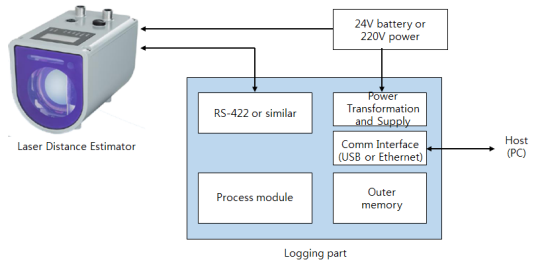 24V battery or
220V power
RS-422 or similar
Power
Transformation
and Supply
Comm Interface
(USB or Ethernet)
Host
(PC)
Laser Distance Estimator
Process module
Outer
memory
Logging part